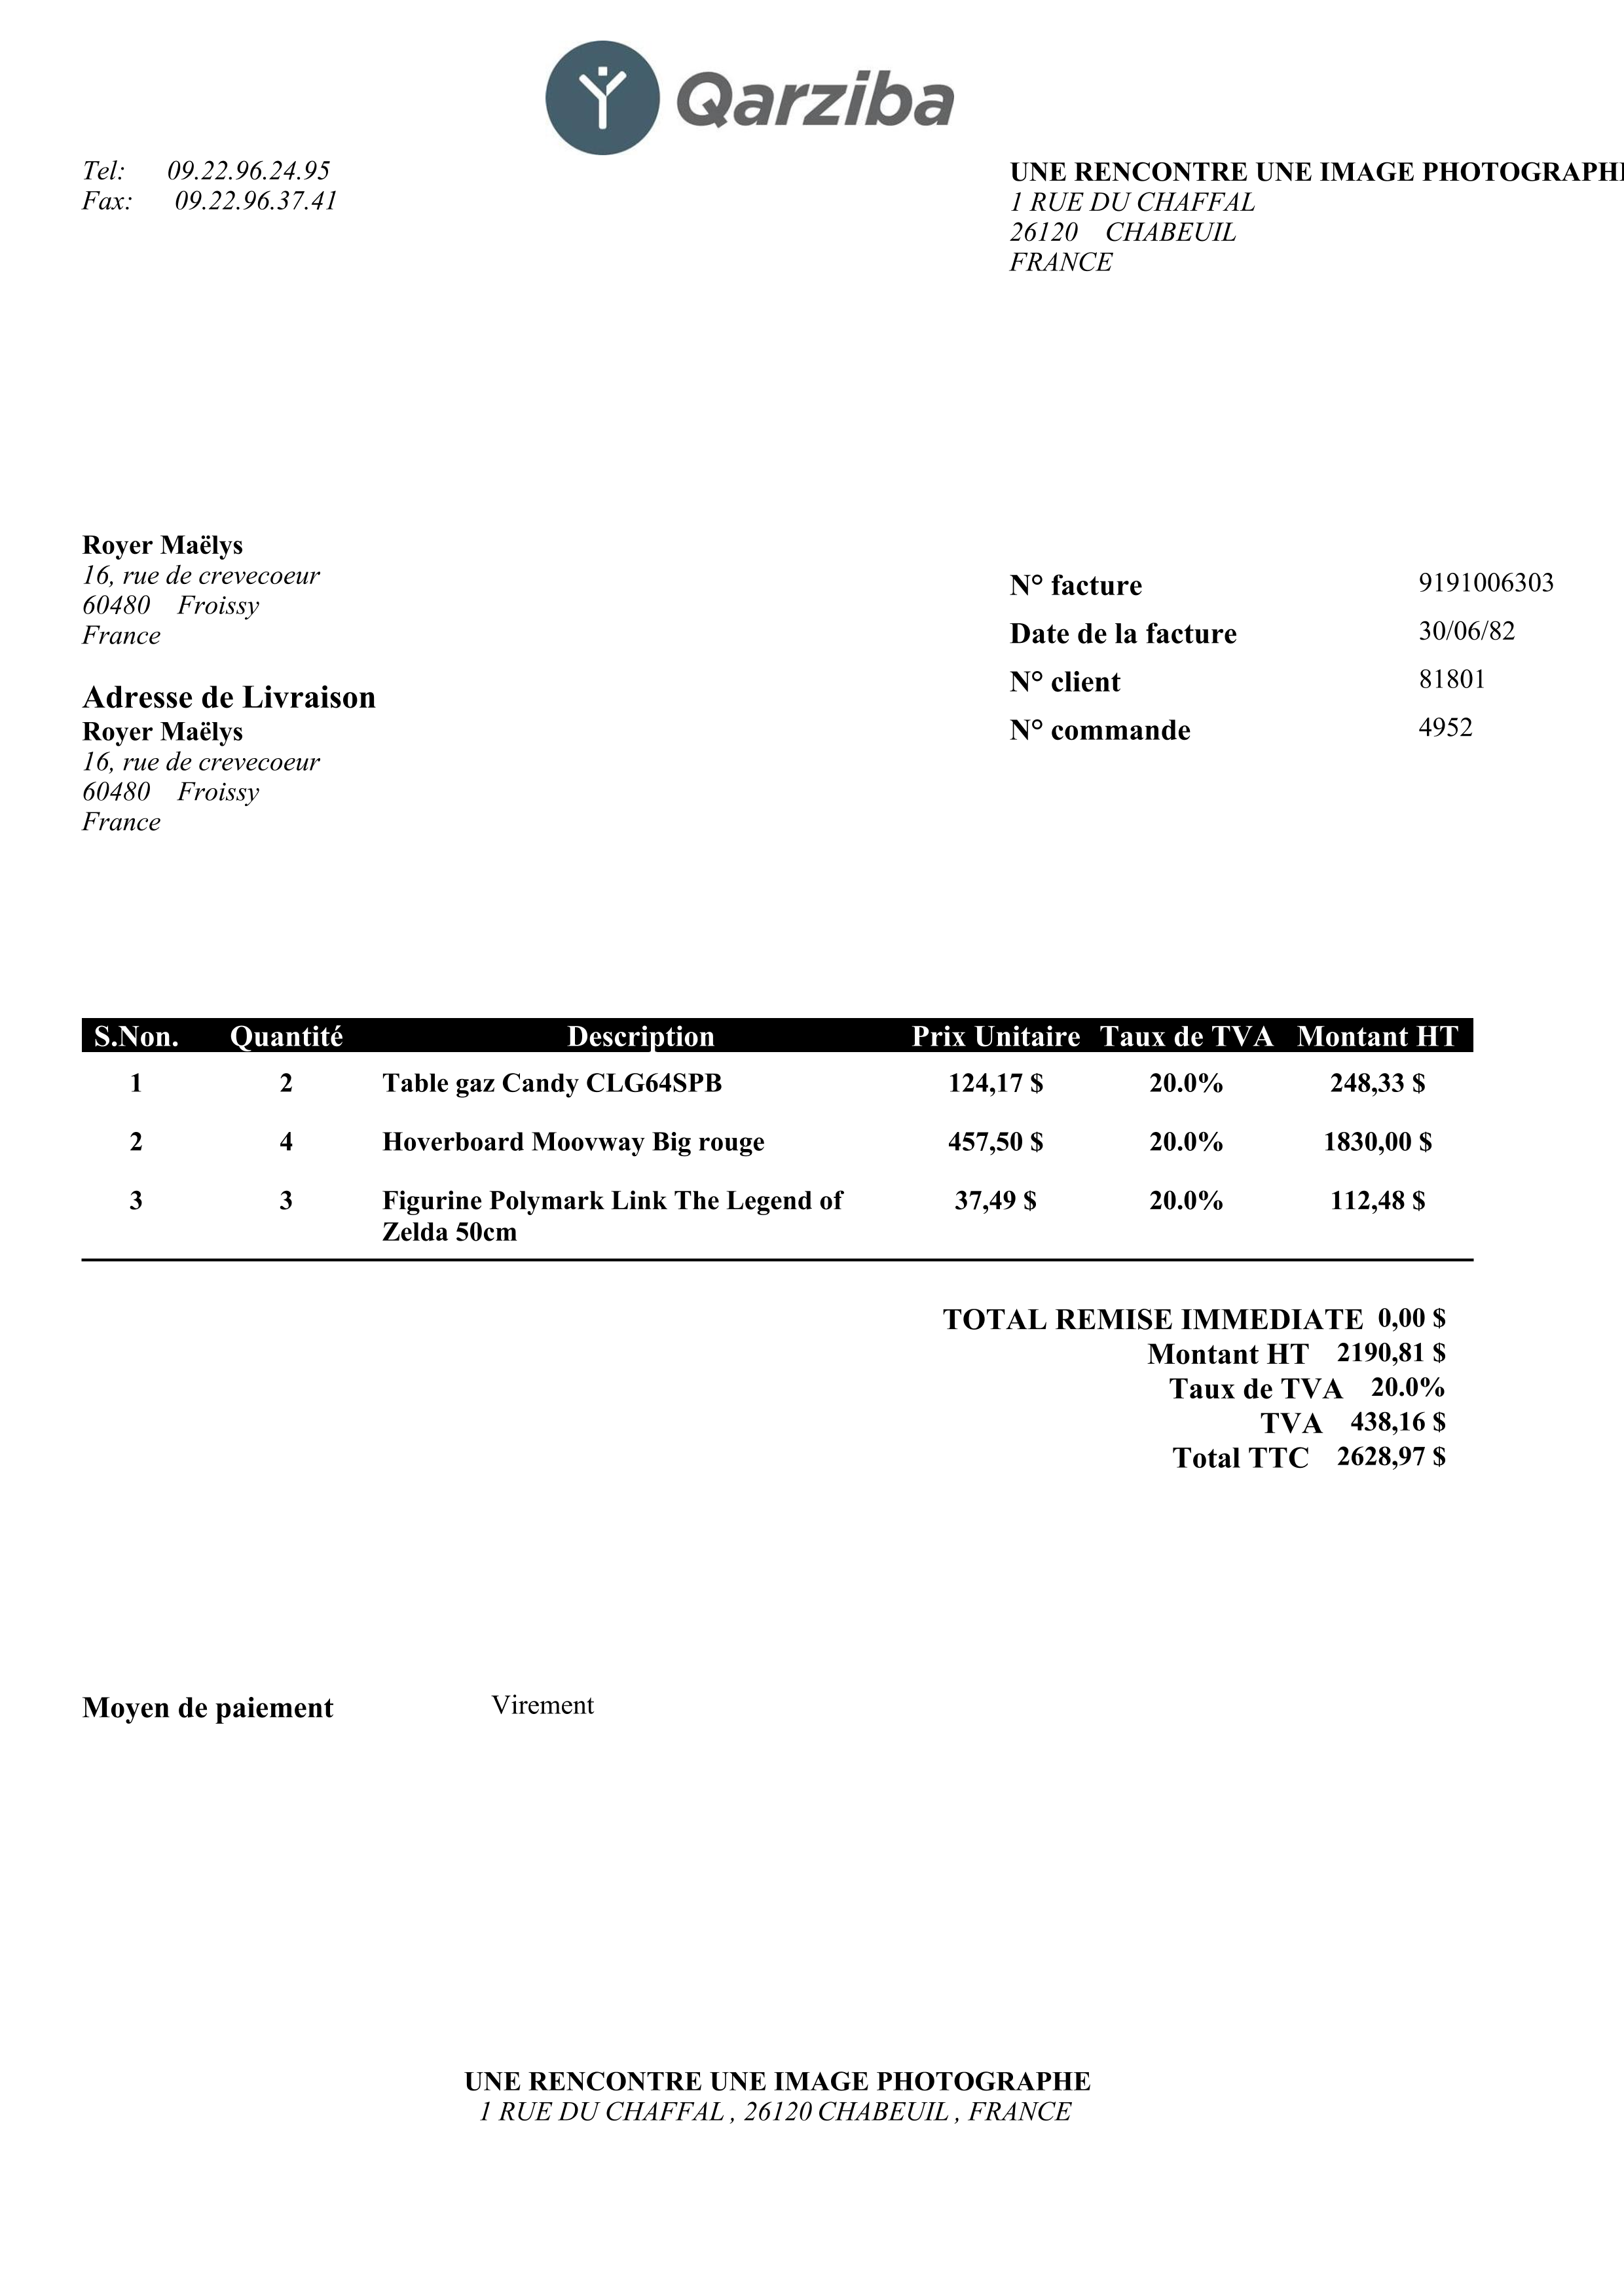 Qarziba
Tel: 09.22.96.24.95
Fax: 09.22.96.37.41
UNE RENCONTRE UNE IMAGE PHOTOGRAPHE
1 RUE DU CHAFFAL
26120 CHABEUIL
FRANCE
Royer Maëlys
16, rue de crevecoeur
60480 Froissy
France
Adresse de Livraison
Royer Maëlys
16, rue de crevecoeur
60480 Froissy
France
N° facture 9191006303
Date de la facture 30/06/82
N° client 81801
N° commande 4952
S.Non. Quantité Description Prix Unitaire Taux de TVA Montant HT
1 2 Table gaz Candy CLG64SPB 124,17 $ 20.0% 248,33 $
2 4 Hoverboard Moovway Big rouge 457,50 $ 20.0% 1830,00 $
3 3 Figurine Polymark Link The Legend of 37,49 $ 20.0% 112,48 $
Zelda 50cm
TOTAL REMISE IMMEDIATE 0,00 $
Montant HT 2190,81 $
Taux de TVA 20.0%
TVA 438,16 $
Total TTC 2628,97 $
Moyen de paiement Virement
UNE RENCONTRE UNE IMAGE PHOTOGRAPHE
1 RUE DU CHAFFAL , 26120 CHABEUIL , FRANCE